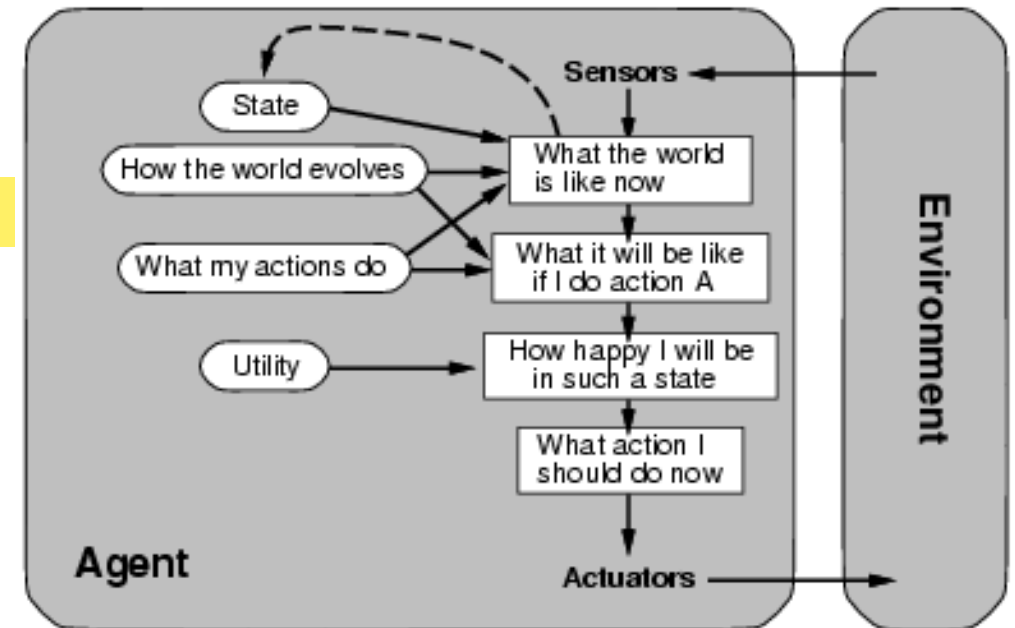 Sensors
State
What the world
is like now
How the world evolves
What it will be like
if I do action A
What my actions do
How happy I will be
in such a state
Utility
What action I
should do now
Agent
Actuators
Environment